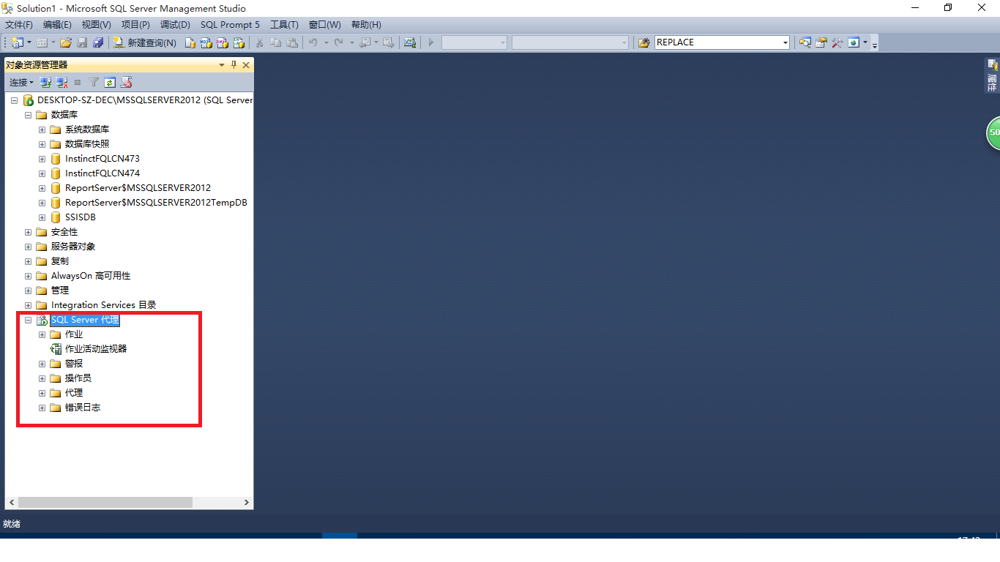 Solution1 - Microsoft SQL Server Management Studio
文件(F) 编辑(E) 视图(V) 项目(P) 调试(D) SQL Prompt 5 工具(T) 窗口(W) 帮助(H)
新建查询(N) REPLACE
对象资源管理器
连接
属性
DESKTOP-SZ-DEC\MSSQLSERVER2012 (SQL Server
数据库
系统数据库
50
数据库快照
InstinctFQLCN473
InstinctFQLCN474
ReportServer$MSSQLSERVER2012
ReportServer$MSSQLSERVER2012TempDB
SSISDB
安全性
服务器对象
复制
AlwaysOn 高可用性
管理
Integration Services 目录
SQL Server 代理
作业
作业活动监视器
警报
操作员
代理
错误日志
就绪